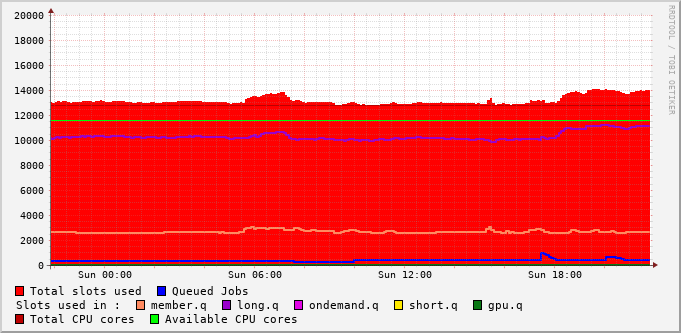 RRDTOOL / TOBI OETIKER
20000
18000
16000
14000
12000
10000
8000
6000
4000
2000
0
Sun 00:00 Sun 06:00 Sun 12:00 Sun 18:00
Total slots used Queued Jobs
Slots used in : member.q long.q ondemand.q short.q gpu.q
Total CPU cores Available CPU cores